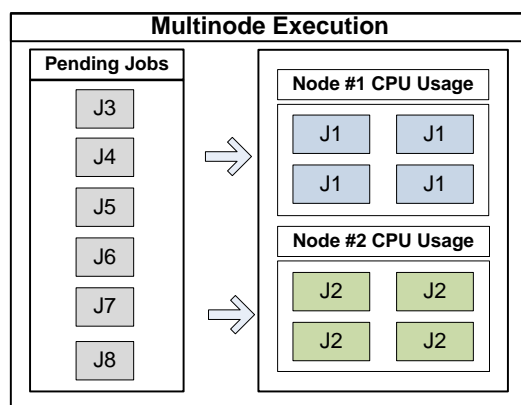 Multinode Execution
Pending Jobs
J3
J4
J5
J6
J7
J8
Node #1 CPU Usage
J1 J1
J1 J1
Node #2 CPU Usage
J2 J2
J2 J2